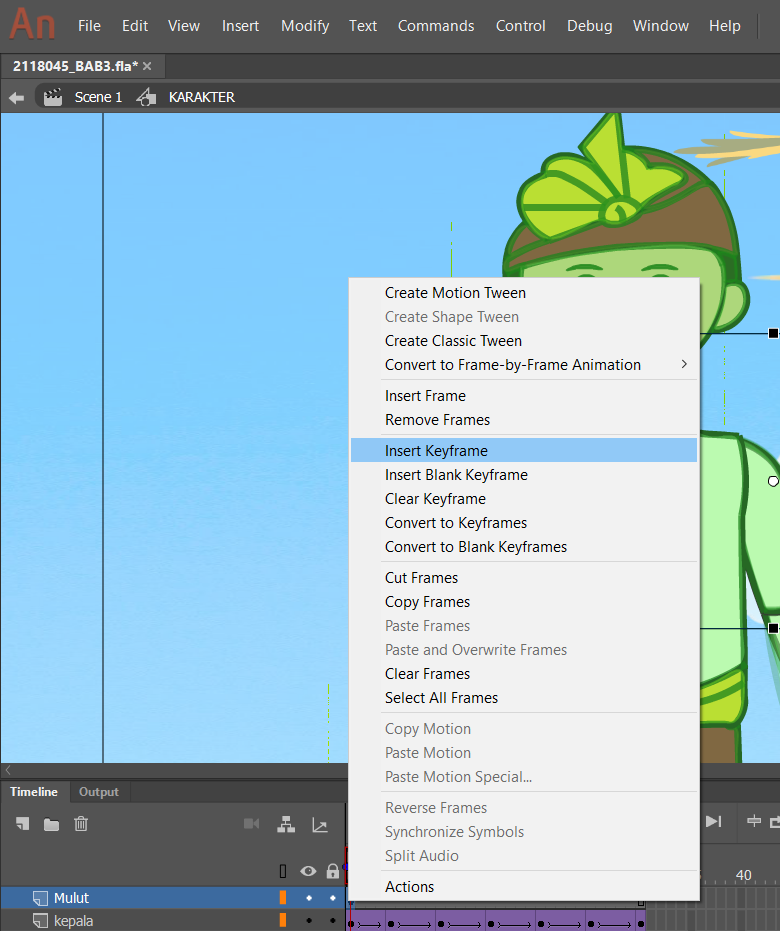 An File Edit View Insert Modify Text Commands Control Debug Window Help
2118045_BAB3.fla* ×
Scene 1 KARAKTER
Create Motion Tween
Create Shape Tween
Create Classic Tween
Convert to Frame-by-Frame Animation
Insert Frame
Remove Frames
Insert Keyframe
Insert Blank Keyframe
Clear Keyframe
Convert to Keyframes
Convert to Blank Keyframes
Cut Frames
Copy Frames
Paste Frames
Paste and Overwrite Frames
Clear Frames
Select All Frames
Copy Motion
Paste Motion
Paste Motion Special...
Reverse Frames
Synchronize Symbols
Split Audio
Actions
Timeline Output
40
Mulut
kepala